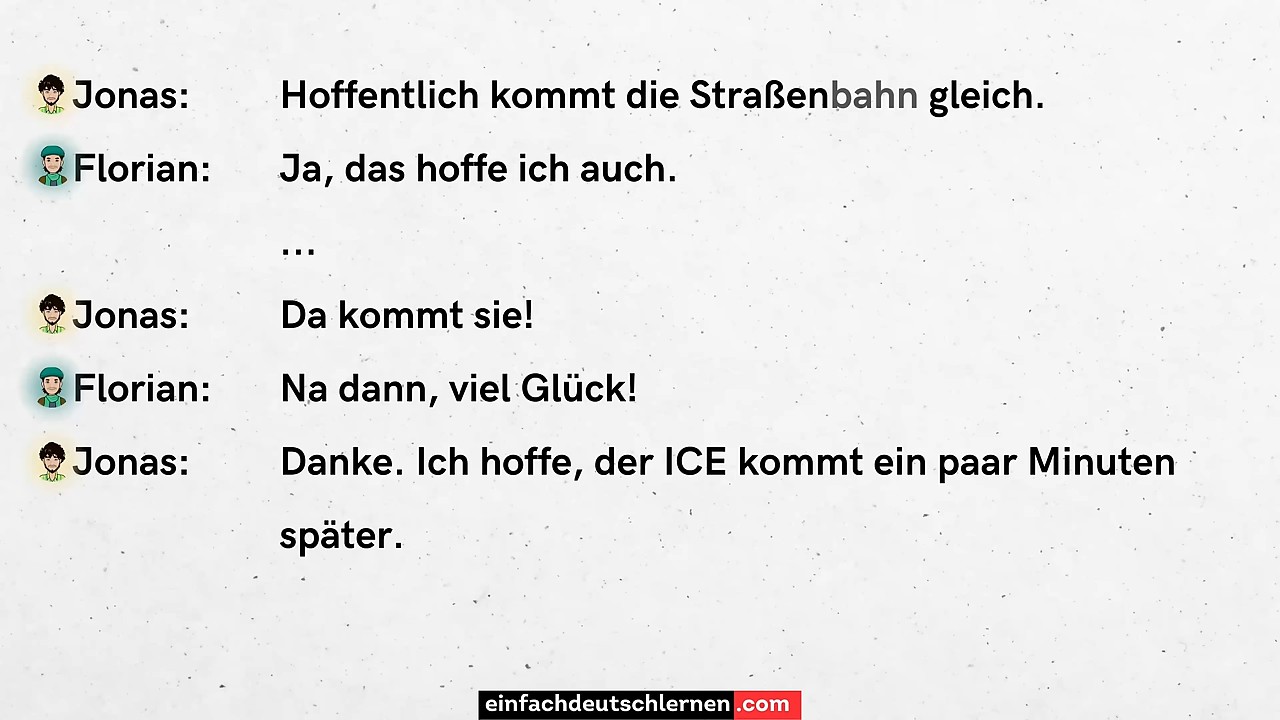 Jonas: Hoffentlich kommt die Straßenbahn gleich.
Florian: Ja, das hoffe ich auch.
...
Jonas: Da kommt sie!
Florian: Na dann, viel Glück!
Jonas: Danke. Ich hoffe, der ICE kommt ein paar Minuten
später.
einfachdeutschlernen.com